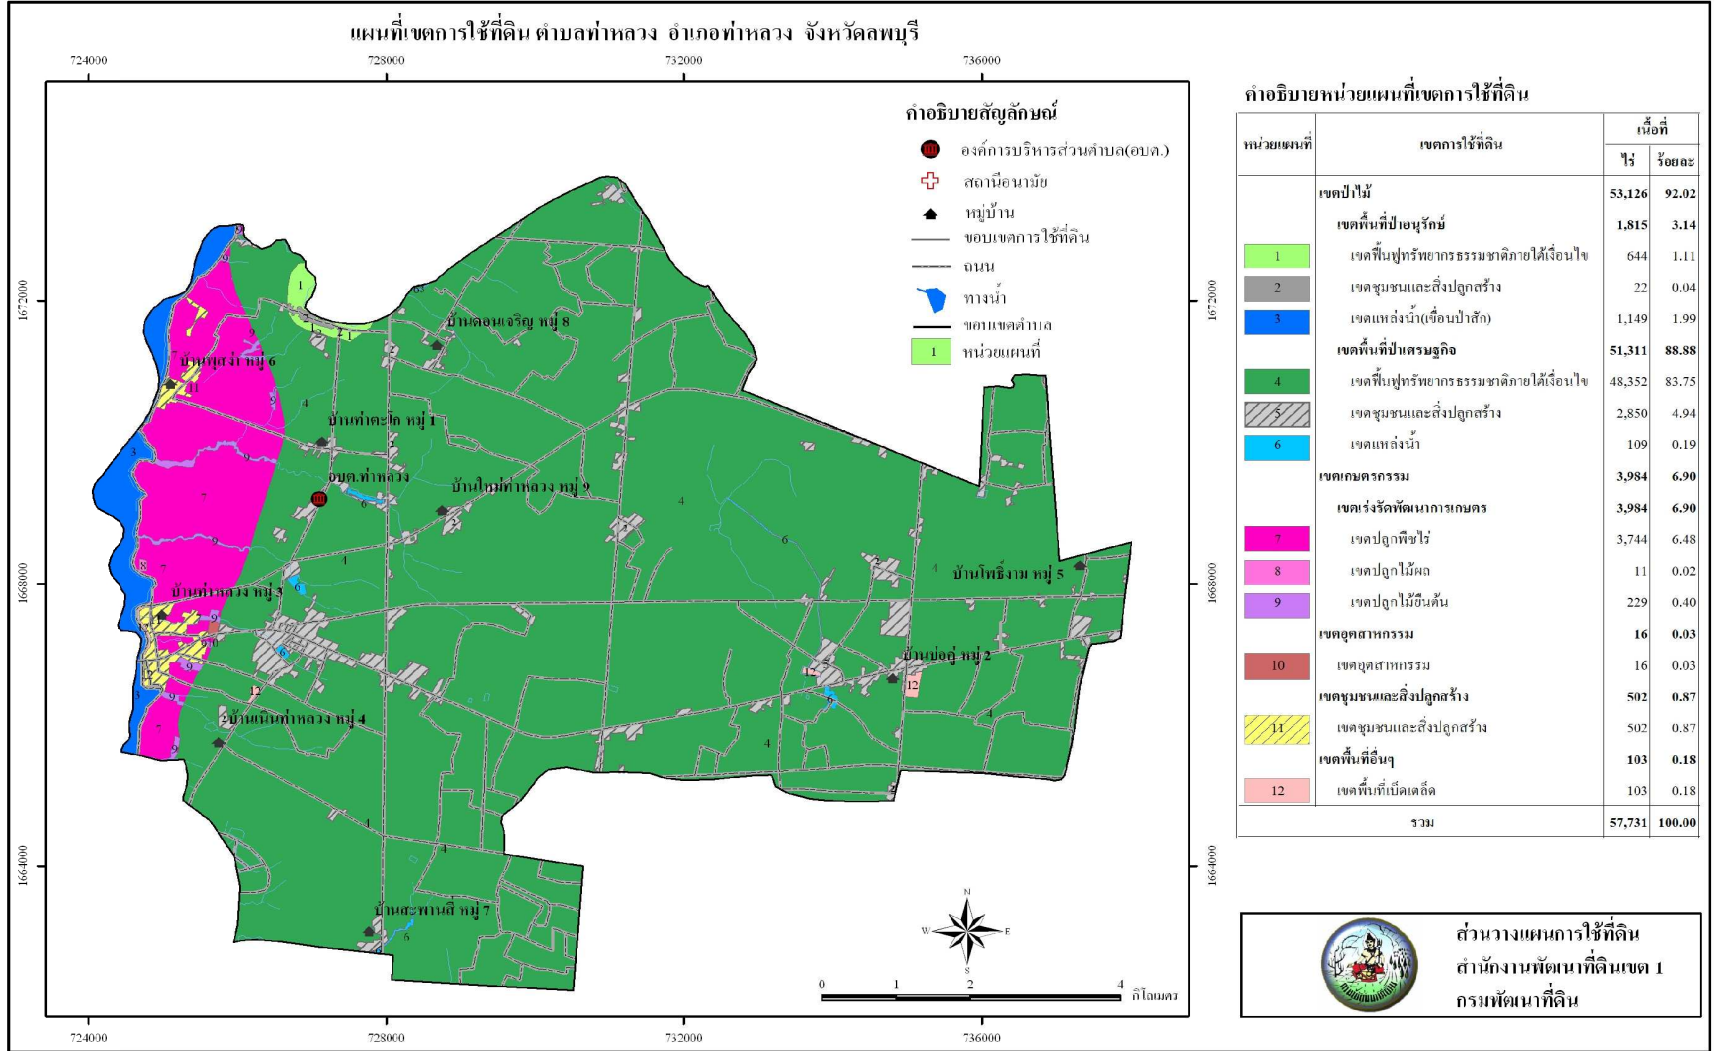 แผนที่เขตการใช้ที่ดิน ตำบลท่าหลวง อำเภอท่าหลวง จังหวัดลพบุรี
724000 728000 732000 736000
1672000
1668000
1664000
คำอธิบายสัญลักษณ์
องค์การบริหารส่วนตำบล(อบต.)
สถานีอนามัย
หมู่บ้าน
ขอบเขตการใช้ที่ดิน
ถนน
ทางน้ำ
ขอบเขตตำบล
1 หน่วยแผนที่
บ้านดอนเจริญ หมู่ 8
บ้านพุสง่า หมู่ 6
บ้านท่าตะโก หมู่ 1
อบต.ท่าหลวง
บ้านใหม่ท่าหลวง หมู่ 9
บ้านโพธิ์งาม หมู่ 5
บ้านท่าหลวง หมู่ 3
บ้านบ่อคู่ หมู่ 2
บ้านเนินท่าหลวง หมู่ 4
บ้านสะพานสี่ หมู่ 7
N
W E
S
0 1 2 4 กิโลเมตร
724000 728000 732000 736000
1672000
1668000
1664000
คำอธิบายหน่วยแผนที่เขตการใช้ที่ดิน
หน่วยแผนที่ เขตการใช้ที่ดิน เนื้อที่
ไร่ ร้อยละ
เขตป่าไม้ 53,126 92.02
เขตพื้นที่ป่าอนุรักษ์ 1,815 3.14
1 เขตฟื้นฟูทรัพยากรธรรมชาติภายใต้เงื่อนไข 644 1.11
2 เขตชุมชนและสิ่งปลูกสร้าง 22 0.04
3 เขตแหล่งน้ำ(เขื่อนป่าสัก) 1,149 1.99
เขตพื้นที่ป่าเศรษฐกิจ 51,311 88.88
4 เขตฟื้นฟูทรัพยากรธรรมชาติภายใต้เงื่อนไข 48,352 83.75
5 เขตชุมชนและสิ่งปลูกสร้าง 2,850 4.94
6 เขตแหล่งน้ำ 109 0.19
เขตเกษตรกรรม 3,984 6.90
เขตเร่งรัดพัฒนาการเกษตร 3,984 6.90
7 เขตปลูกพืชไร่ 3,744 6.48
8 เขตปลูกไม้ผล 11 0.02
9 เขตปลูกไม้ยืนต้น 229 0.40
เขตอุตสาหกรรม 16 0.03
10 เขตอุตสาหกรรม 16 0.03
เขตชุมชนและสิ่งปลูกสร้าง 502 0.87
11 เขตชุมชนและสิ่งปลูกสร้าง 502 0.87
เขตพื้นที่อื่นๆ 103 0.18
12 เขตพื้นที่เบ็ดเตล็ด 103 0.18
รวม 57,731 100.00
ส่วนวางแผนการใช้ที่ดิน
สำนักงานพัฒนาที่ดินเขต 1
กรมพัฒนาที่ดิน